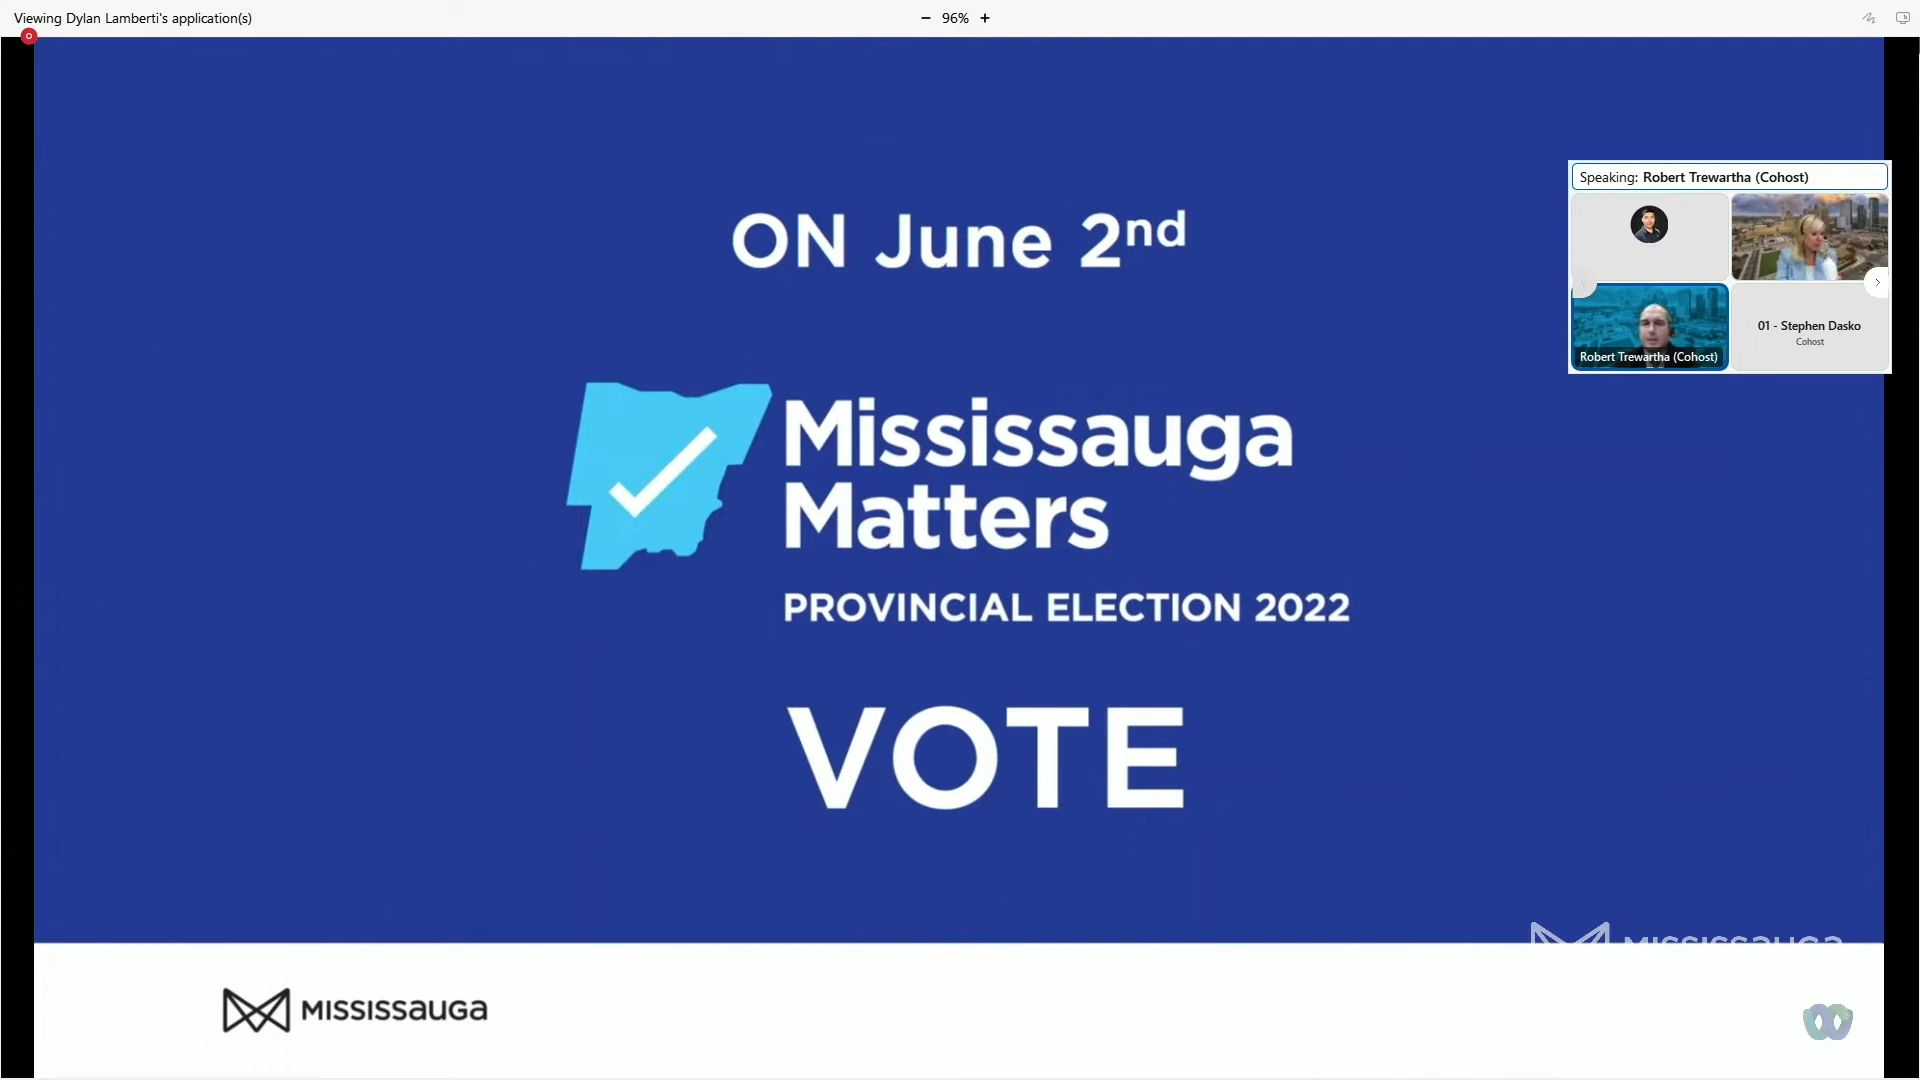 Viewing Dylan Lamberti's application(s)
96%
ON June 2nd
Speaking: Robert Trewartha (Cohost)
Robert Trewartha (Cohost)
01 - Stephen Dasko
Cohost
Mississauga
Matters
PROVINCIAL ELECTION 2022
VOTE
MISSISSAUGA
MISSISSAUGA